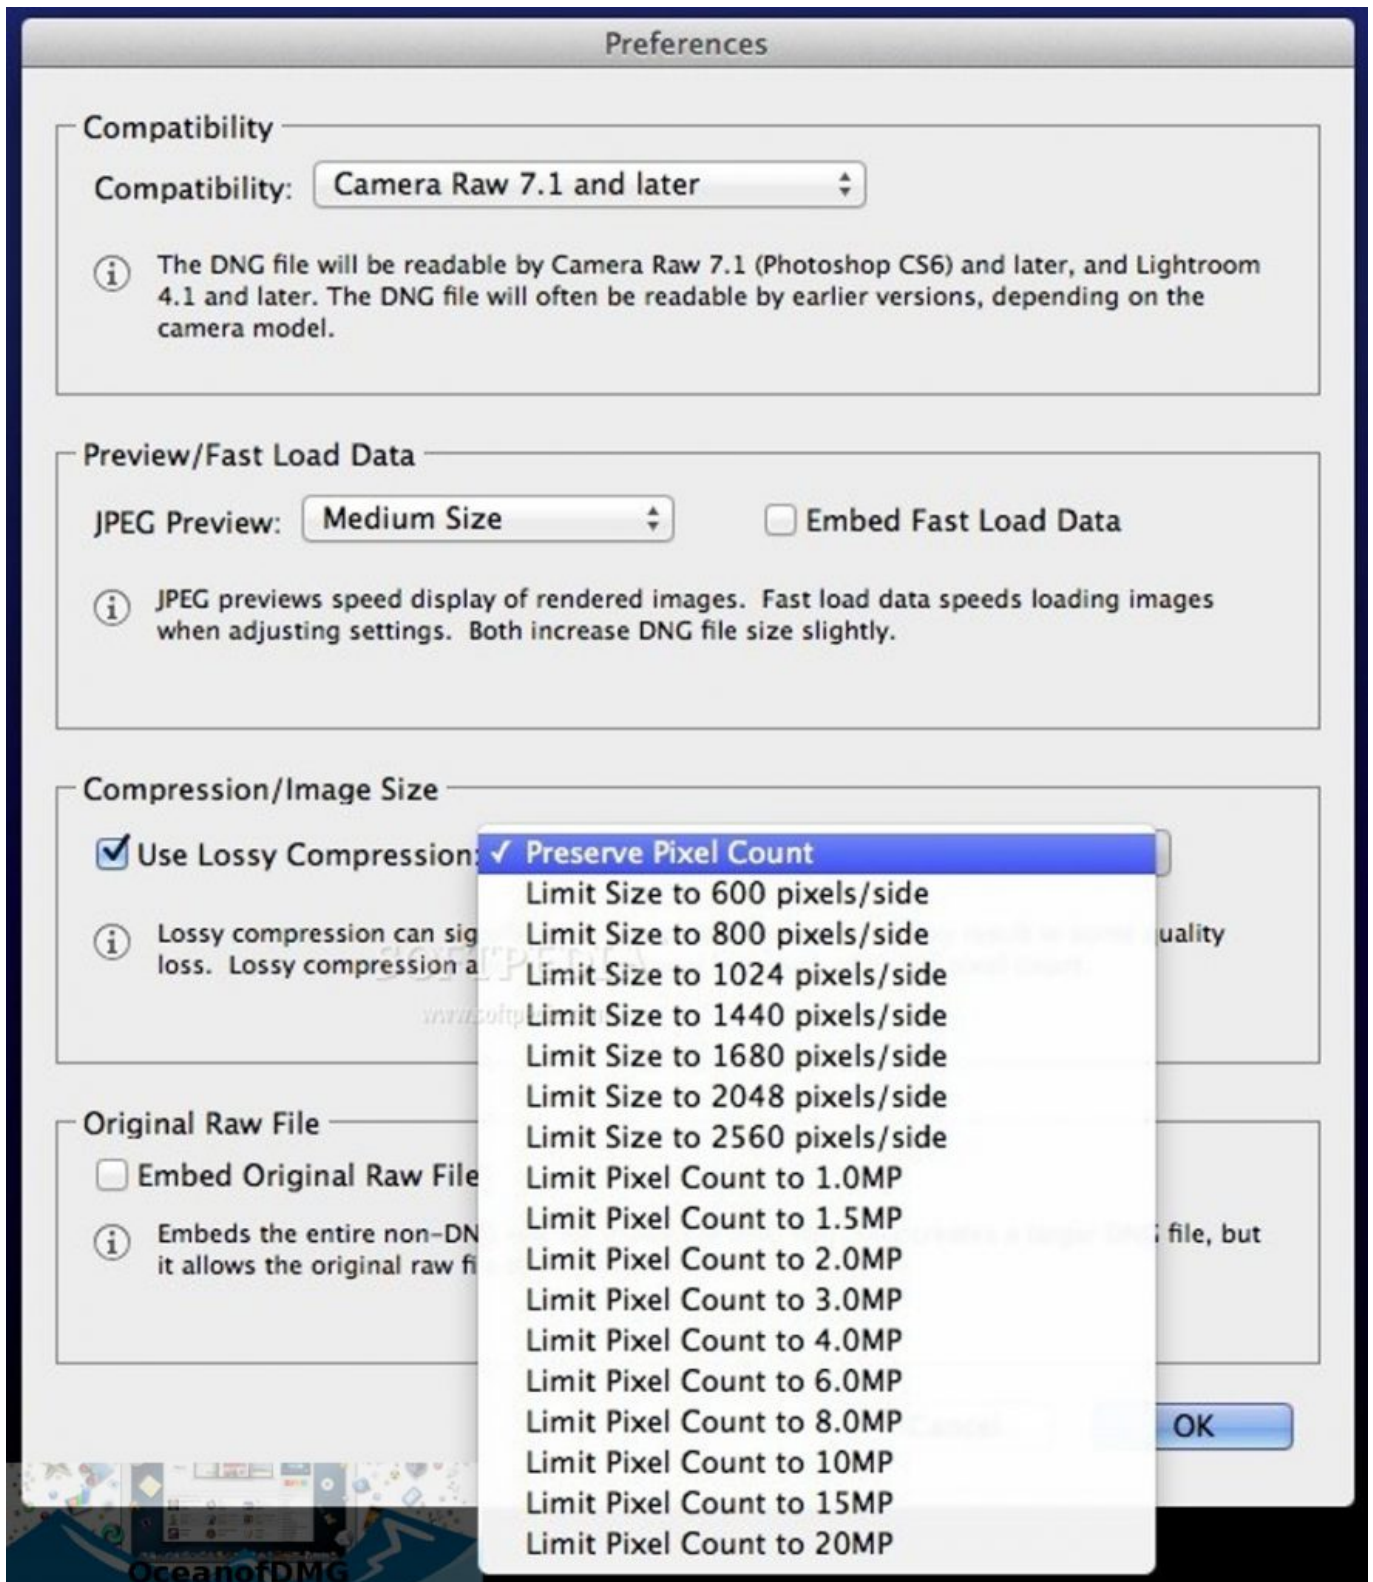 Preferences
Compatibility
Compatibility: Camera Raw 7.1 and later
The DNG file will be readable by Camera Raw 7.1 (Photoshop CS6) and later, and Lightroom
4.1 and later. The DNG file will often be readable by earlier versions, depending on the
camera model.
Preview/Fast Load Data
JPEG Preview: Medium Size Embed Fast Load Data
JPEG previews speed display of rendered images. Fast load data speeds loading images
when adjusting settings. Both increase DNG file size slightly.
Compression/Image Size
Use Lossy Compression: ✓ Preserve Pixel Count
Limit Size to 600 pixels/side
Lossy compression can sig Limit Size to 800 pixels/side uality
loss. Lossy compression a Limit Size to 1024 pixels/side
SOFTPEDIA
www.softpedia.com
Limit Size to 1440 pixels/side
Limit Size to 1680 pixels/side
Limit Size to 2048 pixels/side
Original Raw File
Limit Size to 2560 pixels/side
Embed Original Raw File Limit Pixel Count to 1.0MP
Embeds the entire non-DN Limit Pixel Count to 1.5MP file, but
it allows the original raw fi Limit Pixel Count to 2.0MP
Limit Pixel Count to 3.0MP
Limit Pixel Count to 4.0MP
Limit Pixel Count to 6.0MP
Limit Pixel Count to 8.0MP Cancel OK
Limit Pixel Count to 10MP
Limit Pixel Count to 15MP
Limit Pixel Count to 20MP
OceanofDMG